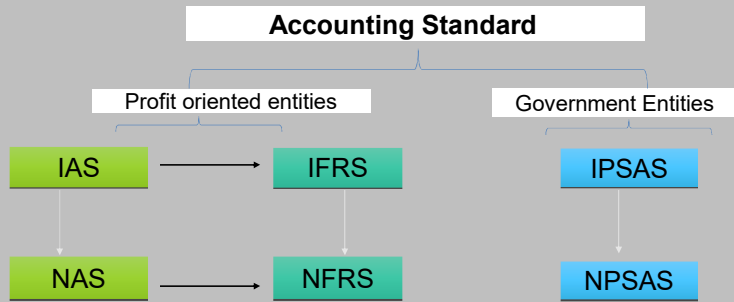 Accounting Standard
Profit oriented entities
Government Entities
IAS
IFRS
IPSAS
NAS
NFRS
NPSAS